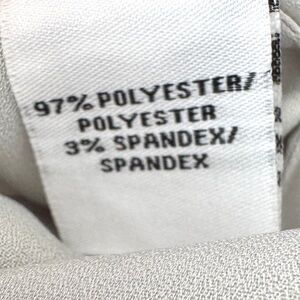 97% POLYESTER/
POLYESTER
3% SPANDEX/
SPANDEX